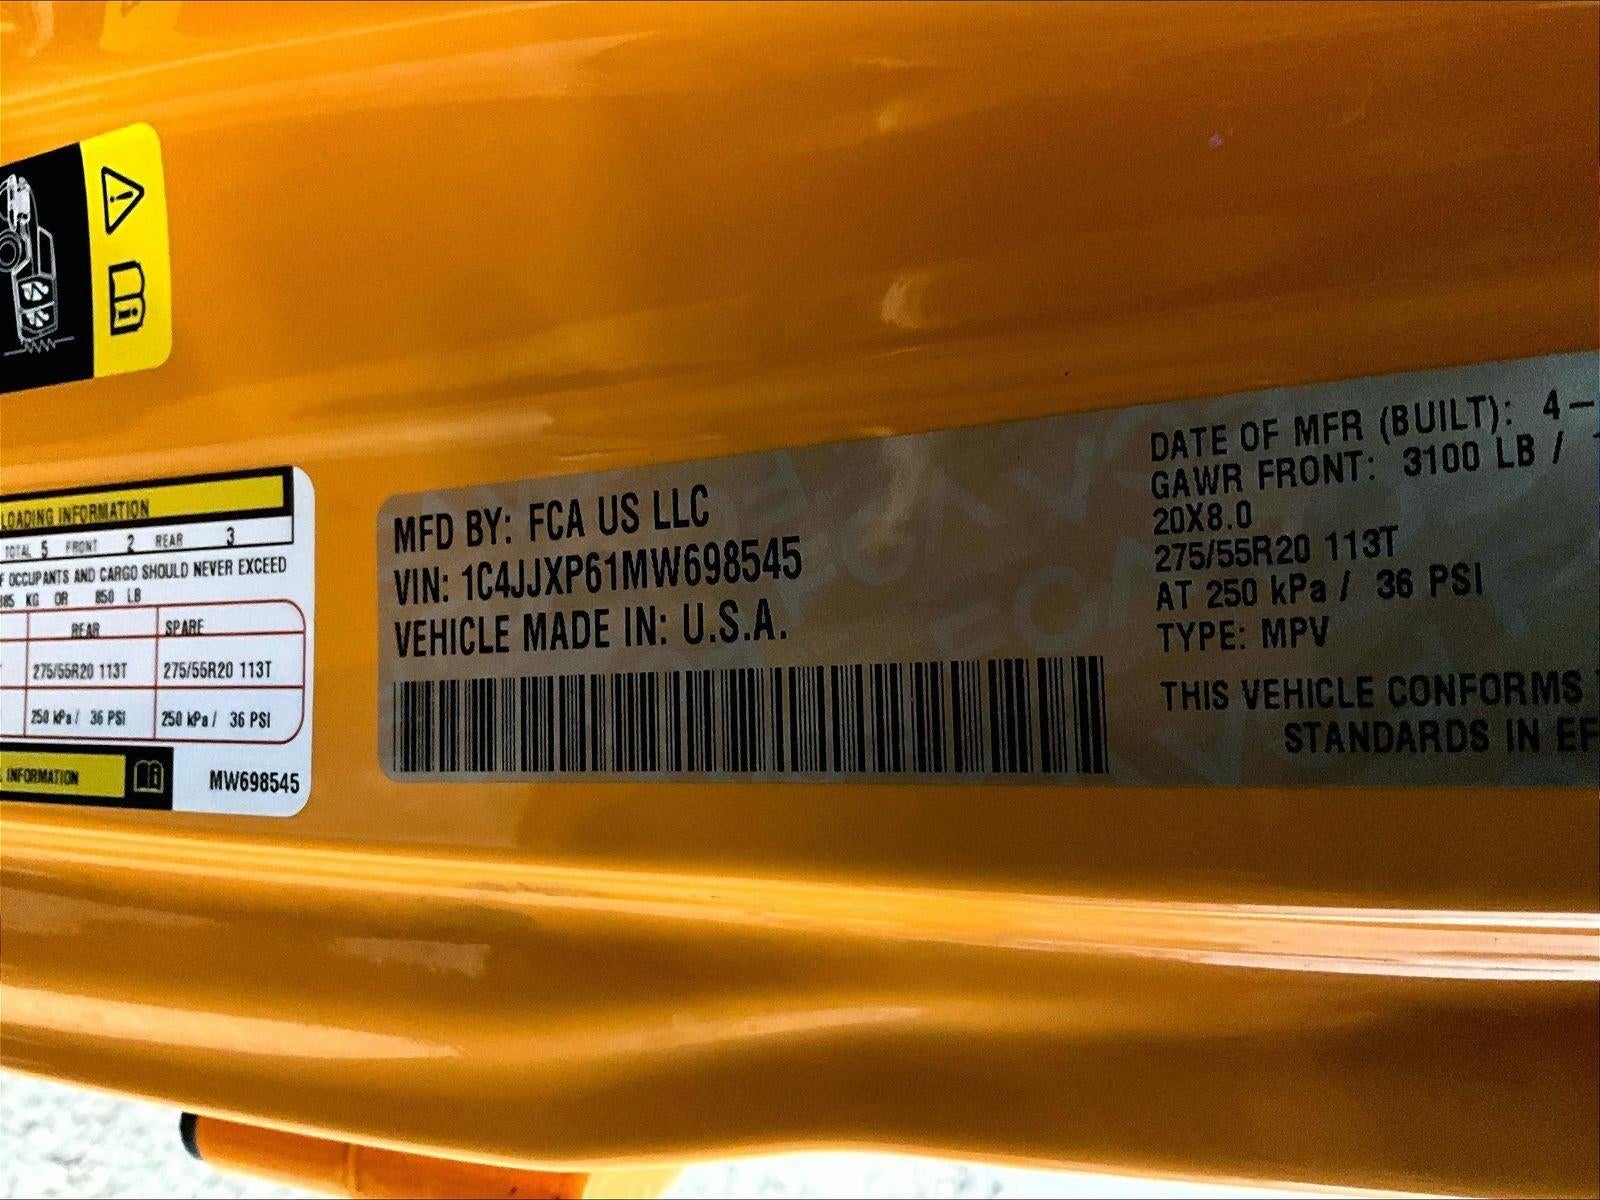 LOADING INFORMATION
TOTAL 5 FRONT 2 REAR 3
F OCCUPANTS AND CARGO SHOULD NEVER EXCEED
385 KG OR 850 LB
REAR SPARE
275/55R20 113T 275/55R20 113T
250 kPa / 36 PSI 250 kPa / 36 PSI
INFORMATION
MW698545
MFD BY: FCA US LLC
VIN: 1C4JJXP61MW698545
VEHICLE MADE IN: U.S.A.
DATE OF MFR (BUILT): 4-
GAWR FRONT: 3100 LB /
20X8.0
275/55R20 113T
AT 250 kPa / 36 PSI
TYPE: MPV
THIS VEHICLE CONFORMS
STANDARDS IN EF